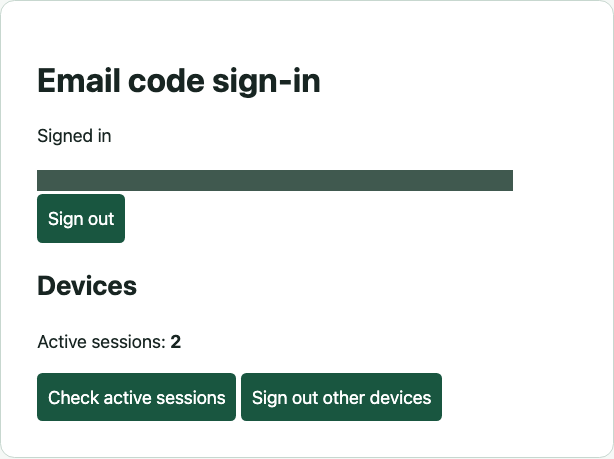 Email code sign-in
Signed in
Sign out
Devices
Active sessions: 2
Check active sessions Sign out other devices